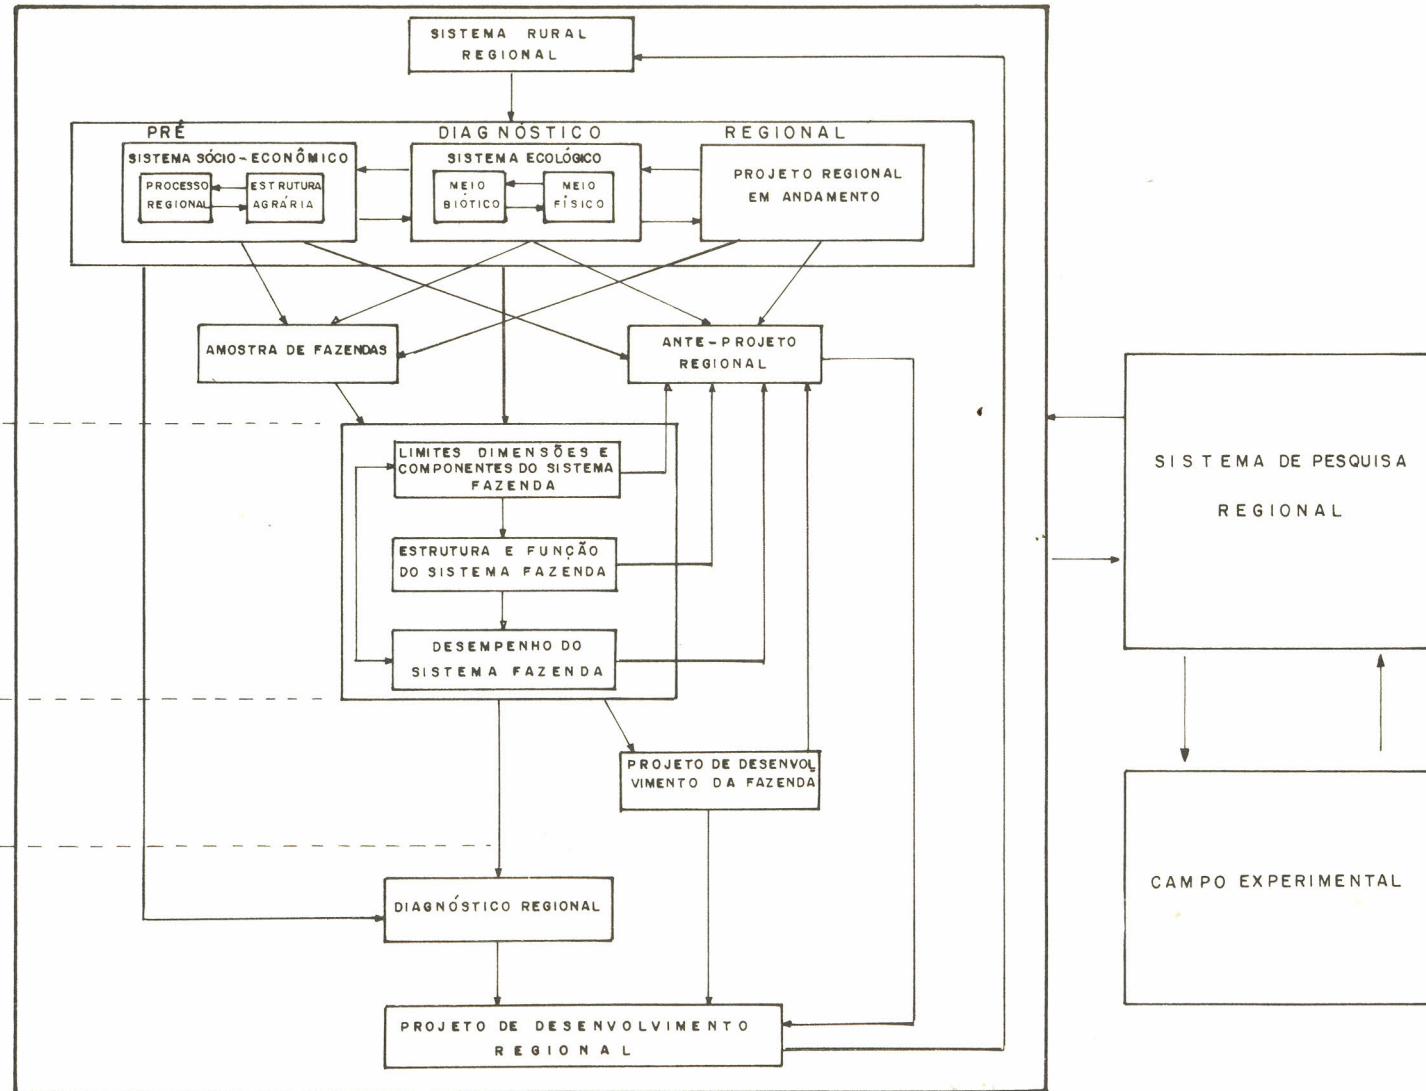 SISTEMA RURAL
REGIONAL
PRÉ DIAGNÓSTICO REGIONAL
SISTEMA SÓCIO-ECONÔMICO
PROCESSO
REGIONAL
ESTRUTURA
AGRÁRIA
SISTEMA ECOLÓGICO
MEIO
BIÓTICO
MEIO
FÍSICO
PROJETO REGIONAL
EM ANDAMENTO
AMOSTRA DE FAZENDAS
ANTE-PROJETO
REGIONAL
LIMITES DIMENSÕES E
COMPONENTES DO SISTEMA
FAZENDA
ESTRUTURA E FUNÇÃO
DO SISTEMA FAZENDA
DESEMPENHO DO
SISTEMA FAZENDA
PROJETO DE DESENVOL
VIMENTO DA FAZENDA
DIAGNÓSTICO REGIONAL
PROJETO DE DESENVOLVIMENTO
REGIONAL
SISTEMA DE PESQUISA
REGIONAL
CAMPO EXPERIMENTAL